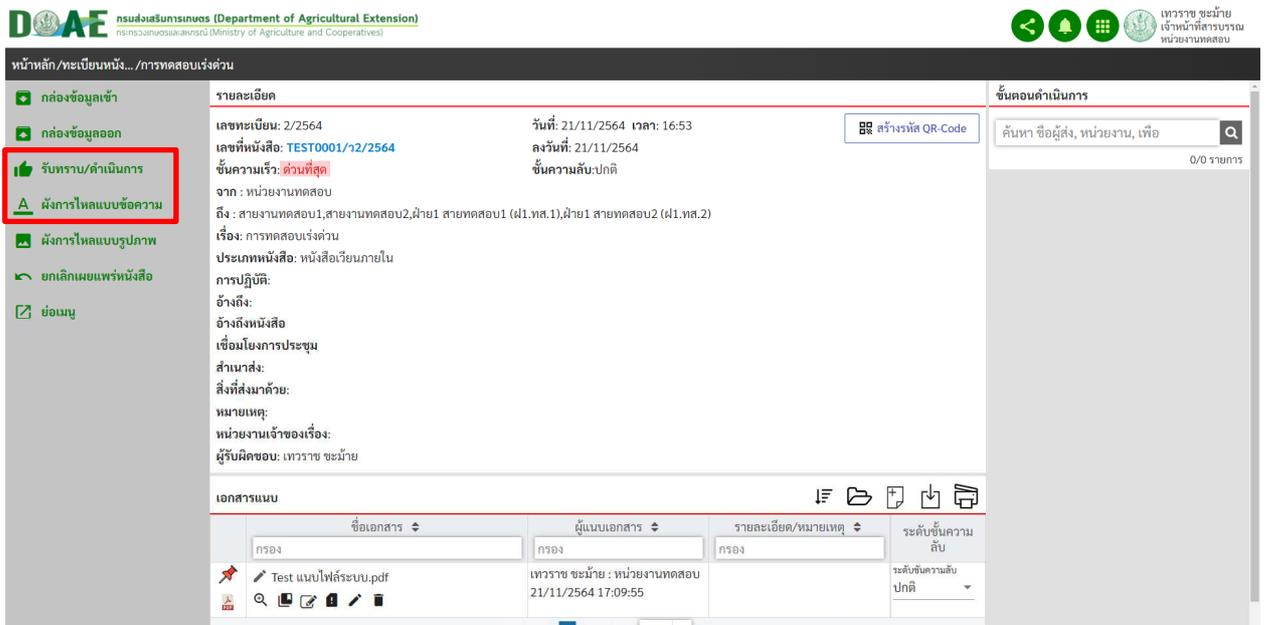 DOAE กรมส่งเสริมการเกษตร (Department of Agricultural Extension)
กระทรวงเกษตรและสหกรณ์ (Ministry of Agriculture and Cooperatives)
เทวราช ชะม้าย
เจ้าหน้าที่สารบรรณ
หน่วยงานทดสอบ
หน้าหลัก/ทะเบียนหนัง... /การทดสอบเร่งด่วน
กล่องข้อมูลเข้า
กล่องข้อมูลออก
รับทราบ/ดำเนินการ
A ผังการไหลแบบข้อความ
ผังการไหลแบบรูปภาพ
ยกเลิกเผยแพร่หนังสือ
ย่อเมนู
รายละเอียด
เลขทะเบียน: 2/2564 วันที่: 21/11/2564 เวลา: 16:53
สร้างรหัส QR-Code
เลขที่หนังสือ: TEST0001/ว2/2564 ลงวันที่: 21/11/2564
ชั้นความเร็ว: ด่วนที่สุด ชั้นความลับ:ปกติ
จาก : หน่วยงานทดสอบ
ถึง : สายงานทดสอบ1,สายงานทดสอบ2,ฝ่าย1 สายทดสอบ1 (ฝ1.ทส.1),ฝ่าย1 สายทดสอบ2 (ฝ1.ทส.2)
เรื่อง: การทดสอบเร่งด่วน
ประเภทหนังสือ: หนังสือเวียนภายใน
การปฏิบัติ:
อ้างถึง:
อ้างถึงหนังสือ
เชื่อมโยงการประชุม
สำเนาส่ง:
สิ่งที่ส่งมาด้วย:
หมายเหตุ:
หน่วยงานเจ้าของเรื่อง:
ผู้รับผิดชอบ: เทวราช ชะม้าย
ขั้นตอนดำเนินการ
ค้นหา ชื่อผู้ส่ง, หน่วยงาน, เพื่อ
0/0 รายการ
เอกสารแนบ
ชื่อเอกสาร ผู้แนบเอกสาร รายละเอียด/หมายเหตุ ระดับชั้นความ
ลับ
กรอง กรอง กรอง
Test แนบไฟล์ระบบ.pdf
PDF
เทวราช ชะม้าย : หน่วยงานทดสอบ
21/11/2564 17:09:55
ระดับชั้นความลับ
ปกติ